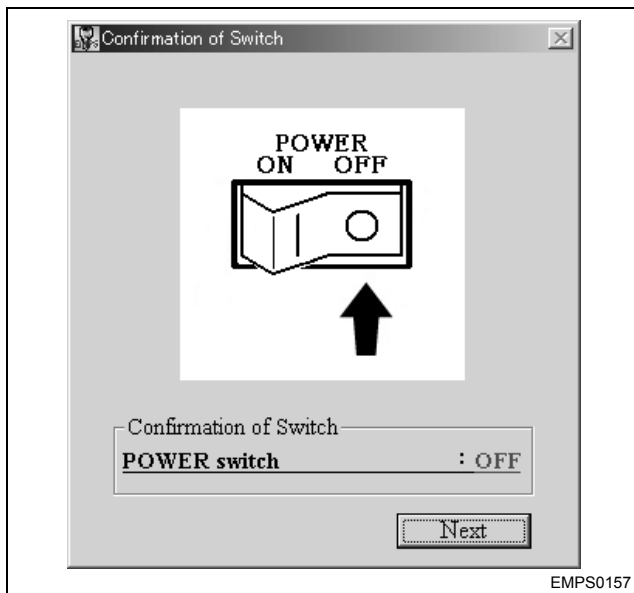 Confirmation of Switch
POWER
ON OFF
Confirmation of Switch
POWER switch : OFF
Next
EMPS0157